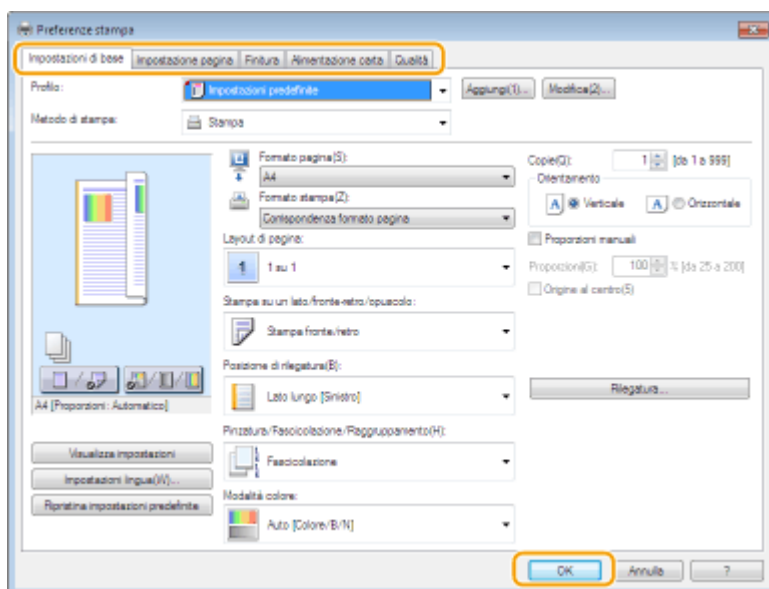 Preferenze stampa
Impostazioni di base Impostazione pagina Finitura Alimentazione carta Qualità
Profilo: Impostazioni predefinite Aggiungi(1)... Modifica(2)...
Metodo di stampa: Stampa
Formato pagina(S):
A4
Formato stampa(Z):
Corrispondenza formato pagina
Layout di pagina:
1 1 su 1
Stampa su un lato/fronte-retro/opuscolo:
Stampa fronte/retro
Posizione di rilegatura(B):
Lato lungo [Sinistro]
Pinzatura/Fascicolazione/Raggruppamento(H):
Fascicolazione
Modalità colore:
Auto [Colore/B/N]
Copie(Q): 1 [da 1 a 999]
Orientamento
A Verticale A Orizzontale
Proporzioni manuali
Proporzioni(G): 100 % [da 25 a 200]
Origine al centro(5)
Rilegatura...
A4 [Proporzioni: Automatico]
Visualizza impostazioni
Impostazioni lingua(W)...
Ripristina impostazioni predefinite
OK Annulla ?